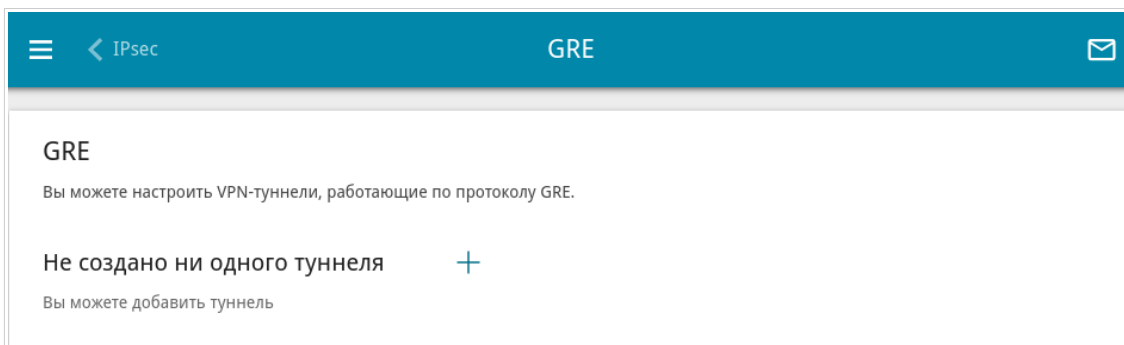 IPsec
GRE
GRE
Вы можете настроить VPN-туннели, работающие по протоколу GRE.
Не создано ни одного туннеля
Вы можете добавить туннель